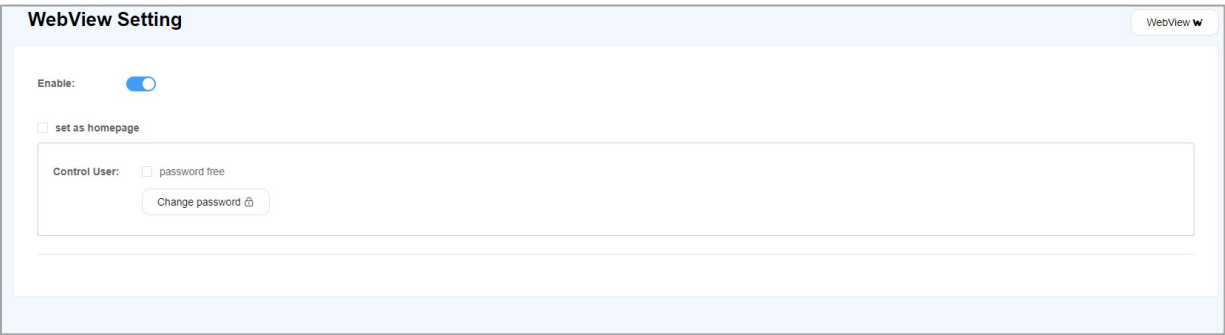 WebView Setting
WebView
Enable:
set as homepage
Control User:
password free
Change password